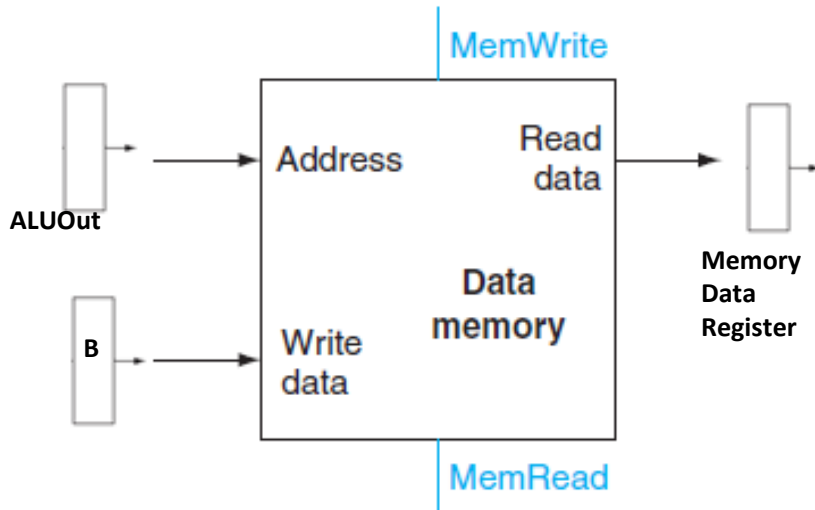 MemWrite
ALUOut
Address
Read
data
Memory
Data
Register
Data
memory
B
Write
data
MemRead